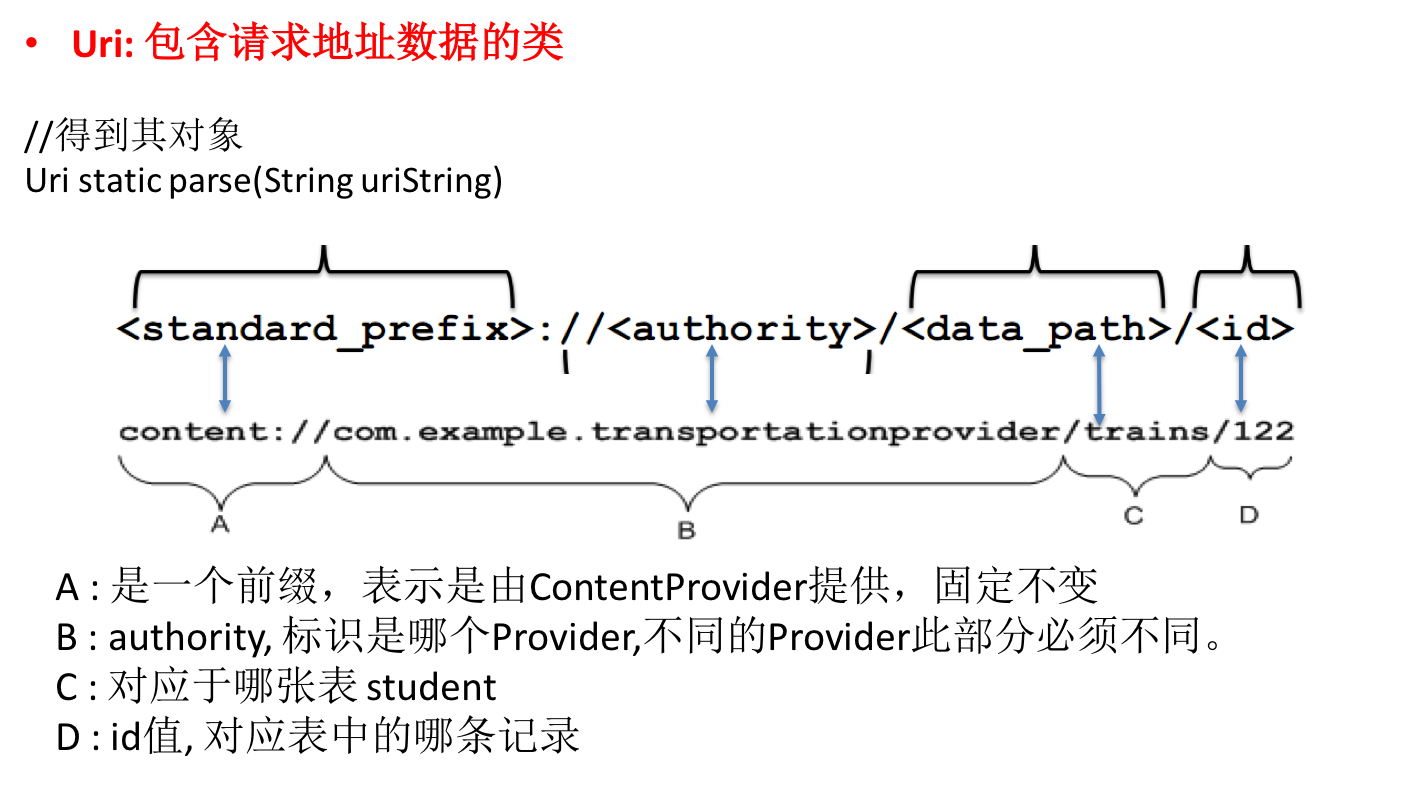 • Uri: 包含请求地址数据的类
//得到其对象
Uri static parse(String uriString)
<standard_prefix>://<authority>/<data_path>/<id>
content://com.example.transportationprovider/trains/122
A B C D
A : 是一个前缀，表示是由ContentProvider提供，固定不变
B : authority, 标识是哪个Provider,不同的Provider此部分必须不同。
C : 对应于哪张表 student
D : id值, 对应表中的哪条记录